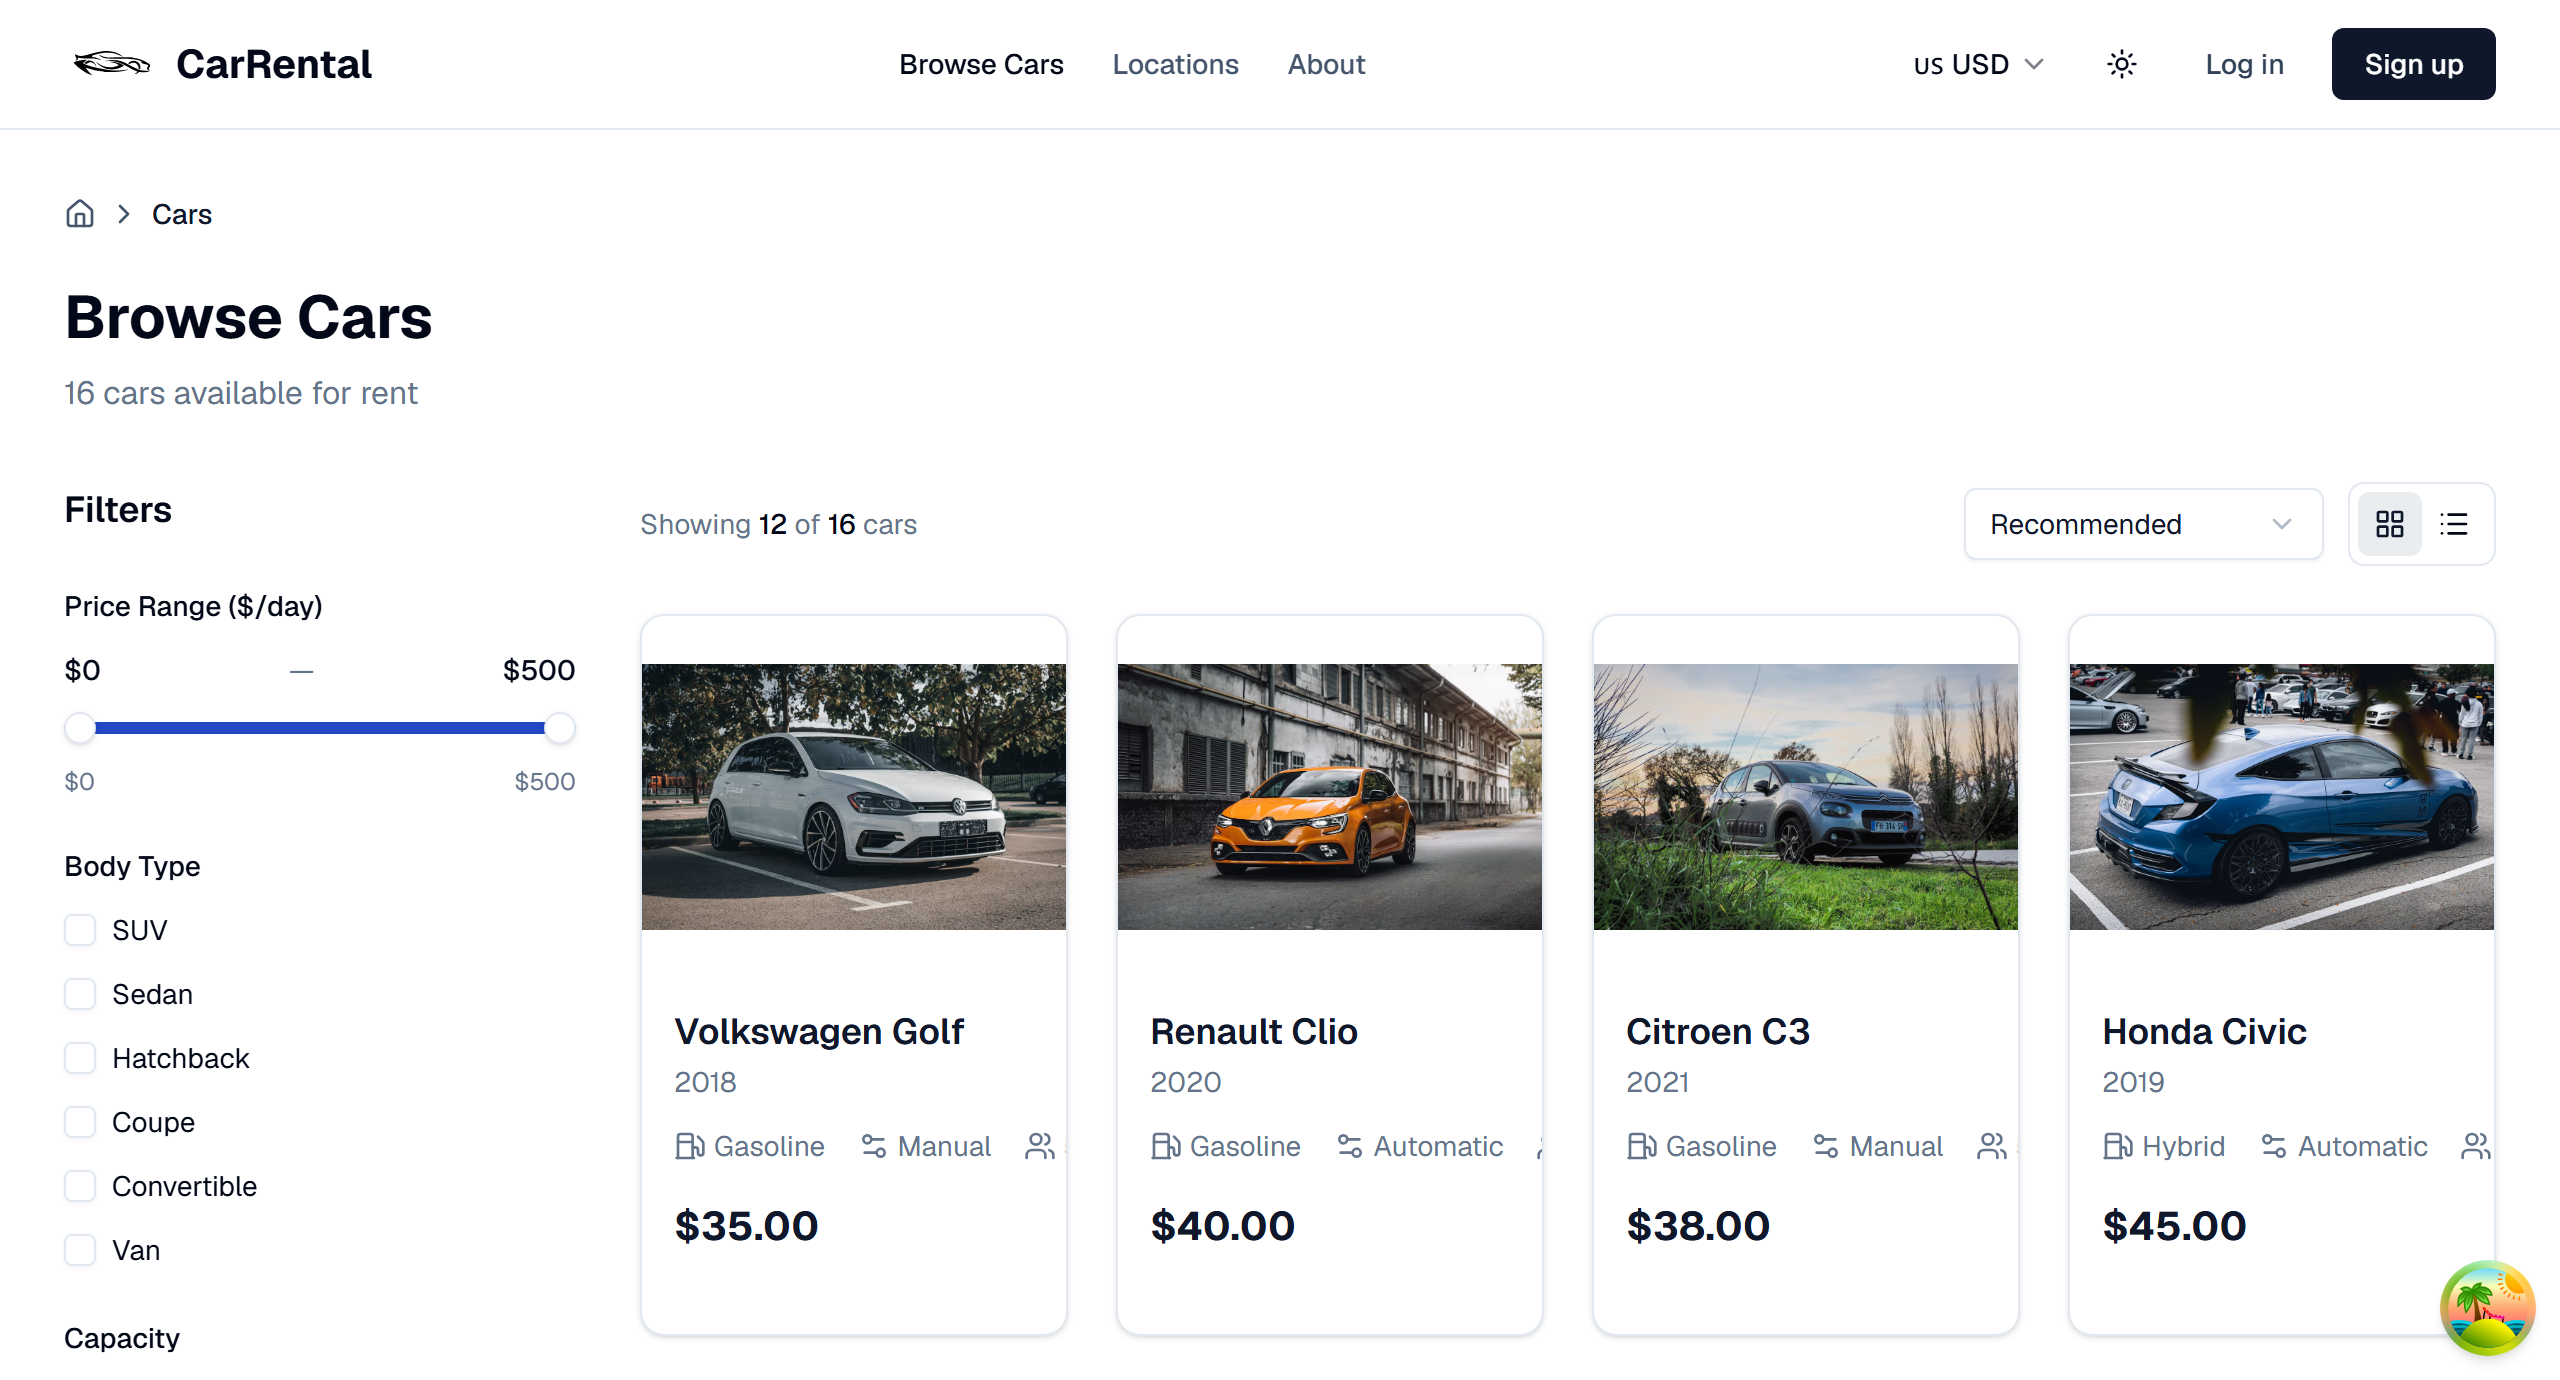 CarRental
Browse Cars
Locations
About
US USD
Log in
Sign up
Cars
Browse Cars
16 cars available for rent
Filters
Price Range ($/day)
$0
—
$500
$0
$500
Body Type
SUV
Sedan
Hatchback
Coupe
Convertible
Van
Capacity
Showing 12 of 16 cars
Recommended
Volkswagen Golf
2018
Gasoline Manual
$35.00
Renault Clio
2020
Gasoline Automatic
$40.00
Citroen C3
2021
Gasoline Manual
$38.00
Honda Civic
2019
Hybrid Automatic
$45.00